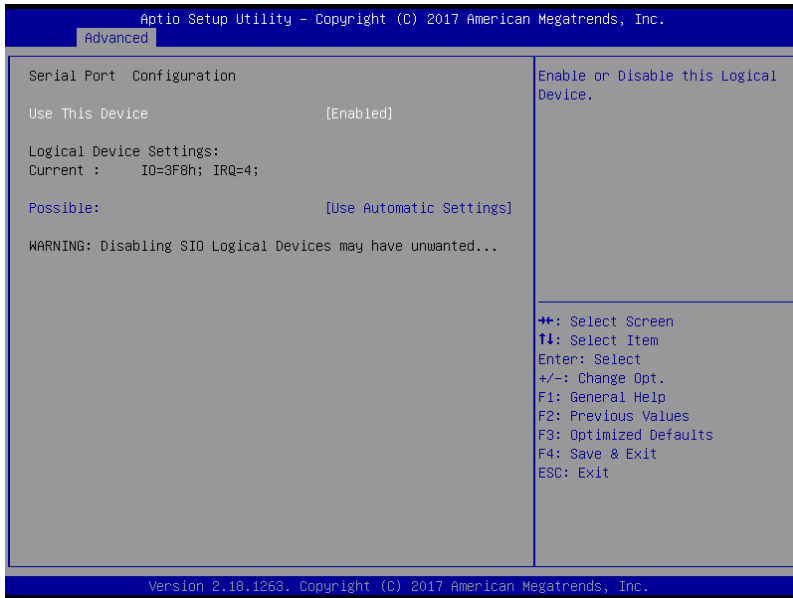 Aptio Setup Utility – Copyright (C) 2017 American Megatrends, Inc.
Advanced
Serial Port  Configuration
Use This Device [Enabled]
Logical Device Settings:
Current : IO=3F8h; IRQ=4;
Possible: [Use Automatic Settings]
WARNING: Disabling SIO Logical Devices may have unwanted...
Enable or Disable this Logical
Device.
→←: Select Screen
↑↓: Select Item
Enter: Select
+/-: Change Opt.
F1: General Help
F2: Previous Values
F3: Optimized Defaults
F4: Save & Exit
ESC: Exit
Version 2.18.1263. Copyright (C) 2017 American Megatrends, Inc.